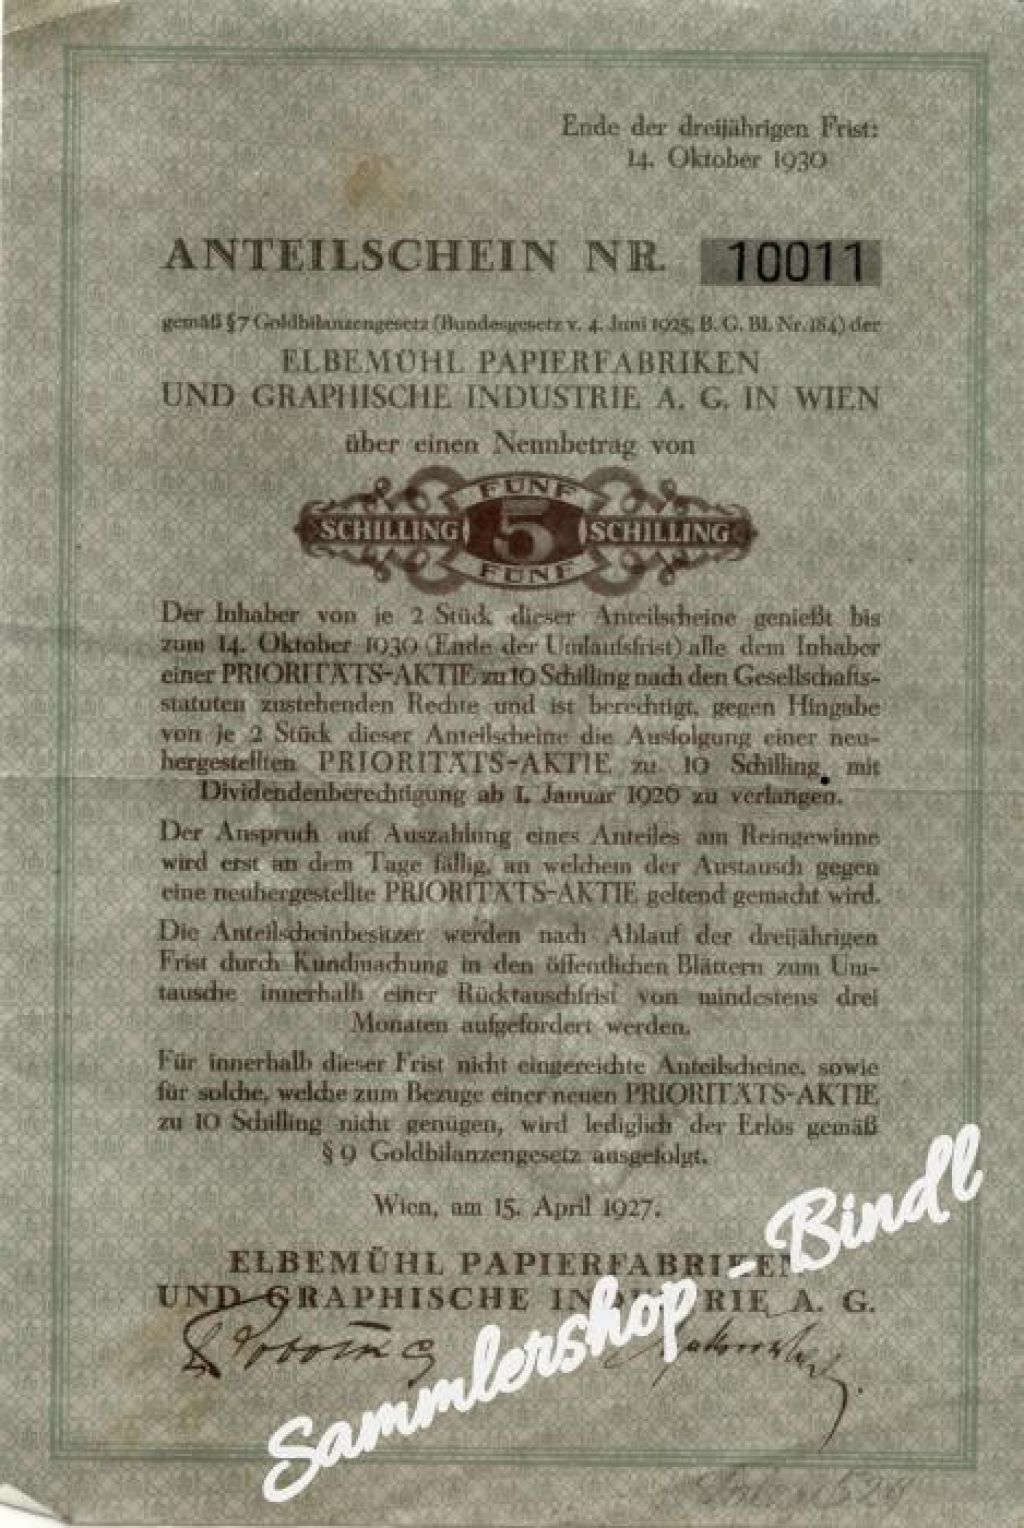 Ende der dreijährigen Frist:
14. Oktober 1930
ANTEILSCHEIN NR. 10011
gemäß § 7 Goldbilanzengesetz (Bundesgesetz v. 4. Juni 1925, B. G. Bl. Nr. 184) der
ELBEMÜHL PAPIERFABRIKEN
UND GRAPHISCHE INDUSTRIE A. G. IN WIEN
über einen Nennbetrag von
FÜNF
SCHILLING 5 SCHILLING
FÜNF
Der Inhaber von je 2 Stück dieser Anteilscheine genießt bis
zum 14. Oktober 1930 (Ende der Umlaufsfrist) alle dem Inhaber
einer PRIORITÄTS-AKTIE zu 10 Schilling nach den Gesellschafts-
statuten zustehenden Rechte und ist berechtigt, gegen Hingabe
von je 2 Stück dieser Anteilscheine die Ausfolgung einer neu-
hergestellten PRIORITÄTS-AKTIE zu 10 Schilling mit
Dividendenberechtigung ab 1. Januar 1926 zu verlangen.
Der Anspruch auf Auszahlung eines Anteiles am Reingewinne
wird erst an dem Tage fällig, an welchem der Austausch gegen
eine neuhergestellte PRIORITÄTS-AKTIE geltend gemacht wird.
Die Anteilscheinbesitzer werden nach Ablauf der dreijährigen
Frist durch Kundmachung in den öffentlichen Blättern zum Um-
tausche innerhalb einer Rücktauschfrist von mindestens drei
Monaten aufgefordert werden.
Für innerhalb dieser Frist nicht eingereichte Anteilscheine, sowie
für solche, welche zum Bezuge einer neuen PRIORITÄTS-AKTIE
zu 10 Schilling nicht genügen, wird lediglich der Erlös gemäß
§ 9 Goldbilanzengesetz ausgefolgt.
Wien, am 15. April 1927.
ELBEMÜHL PAPIERFABRIKEN
UND GRAPHISCHE INDUSTRIE A. G.
Sammlershop - Bindl